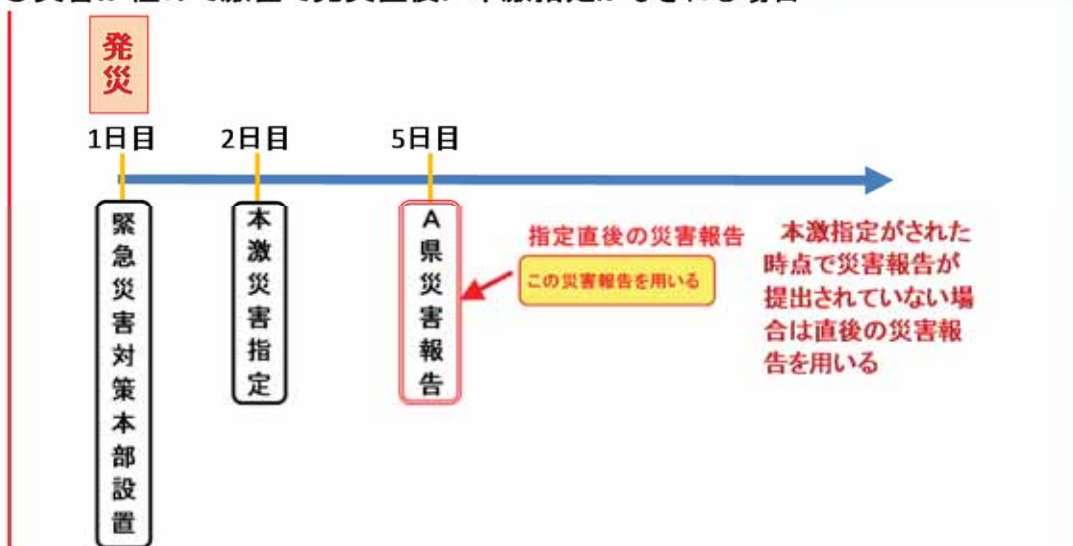 発災
1日目
2日目
5日目
緊急災害対策本部設置
本激災害指定
A県災害報告
指定直後の災害報告
この災害報告を用いる
本激指定がされた
時点で災害報告が
提出されていない場
合は直後の災害報
告を用いる